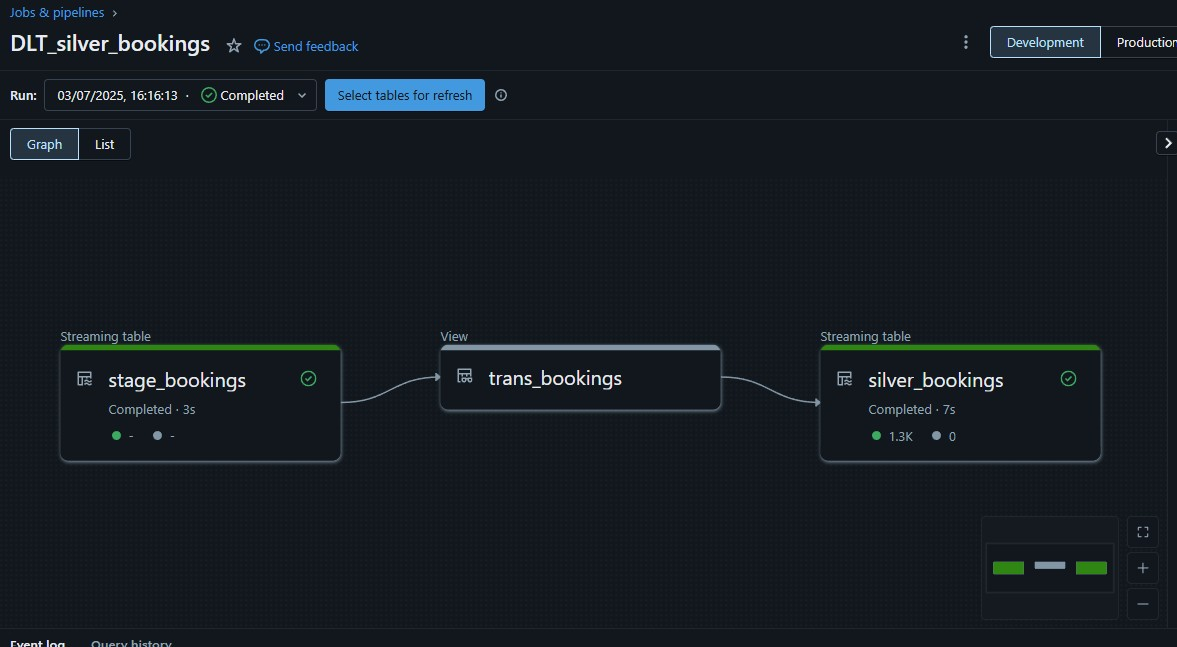 Jobs & pipelines ›
DLT_silver_bookings Send feedback Development Production
Run: 03/07/2025, 16:16:13 · Completed Select tables for refresh
Graph List
Streaming table
stage_bookings
Completed · 3s
- -
View
trans_bookings
Streaming table
silver_bookings
Completed · 7s
1.3K 0
Event log Query history